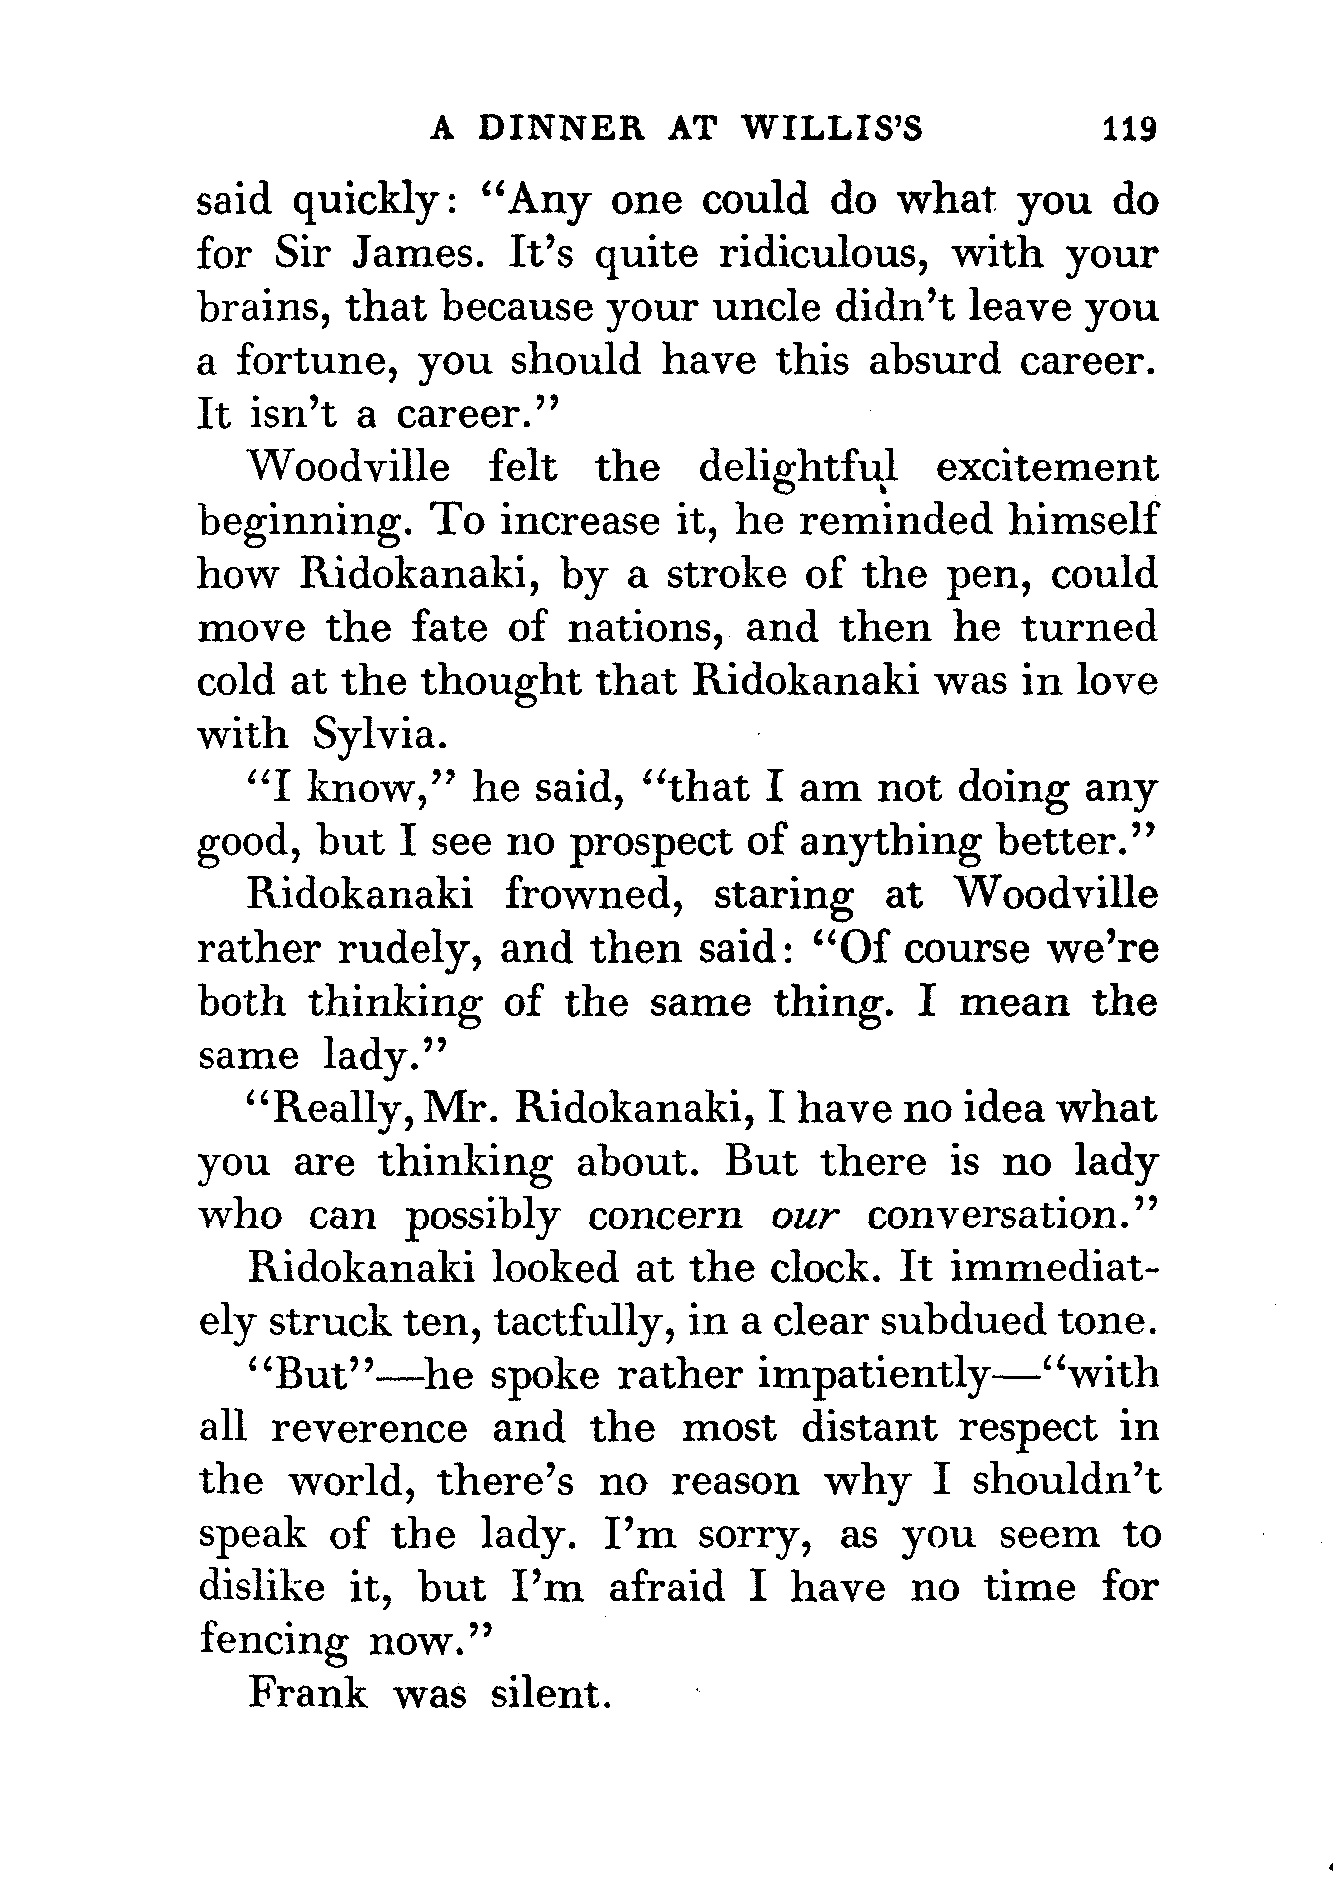 A DINNER AT WILLIS'S 119
said quickly: “Any one could do what you do
for Sir James. It's quite ridiculous, with your
brains, that because your uncle didn't leave you
a fortune, you should have this absurd career.
It isn't a career.”
Woodville felt the delightful excitement
beginning. To increase it, he reminded himself
how Ridokanaki, by a stroke of the pen, could
move the fate of nations, and then he turned
cold at the thought that Ridokanaki was in love
with Sylvia.
“I know,” he said, “that I am not doing any
good, but I see no prospect of anything better.”
Ridokanaki frowned, staring at Woodville
rather rudely, and then said: “Of course we're
both thinking of the same thing. I mean the
same lady.”
“Really, Mr. Ridokanaki, I have no idea what
you are thinking about. But there is no lady
who can possibly concern our conversation.”
Ridokanaki looked at the clock. It immediat-
ely struck ten, tactfully, in a clear subdued tone.
“But”—he spoke rather impatiently—“with
all reverence and the most distant respect in
the world, there's no reason why I shouldn't
speak of the lady. I'm sorry, as you seem to
dislike it, but I'm afraid I have no time for
fencing now.”
Frank was silent.